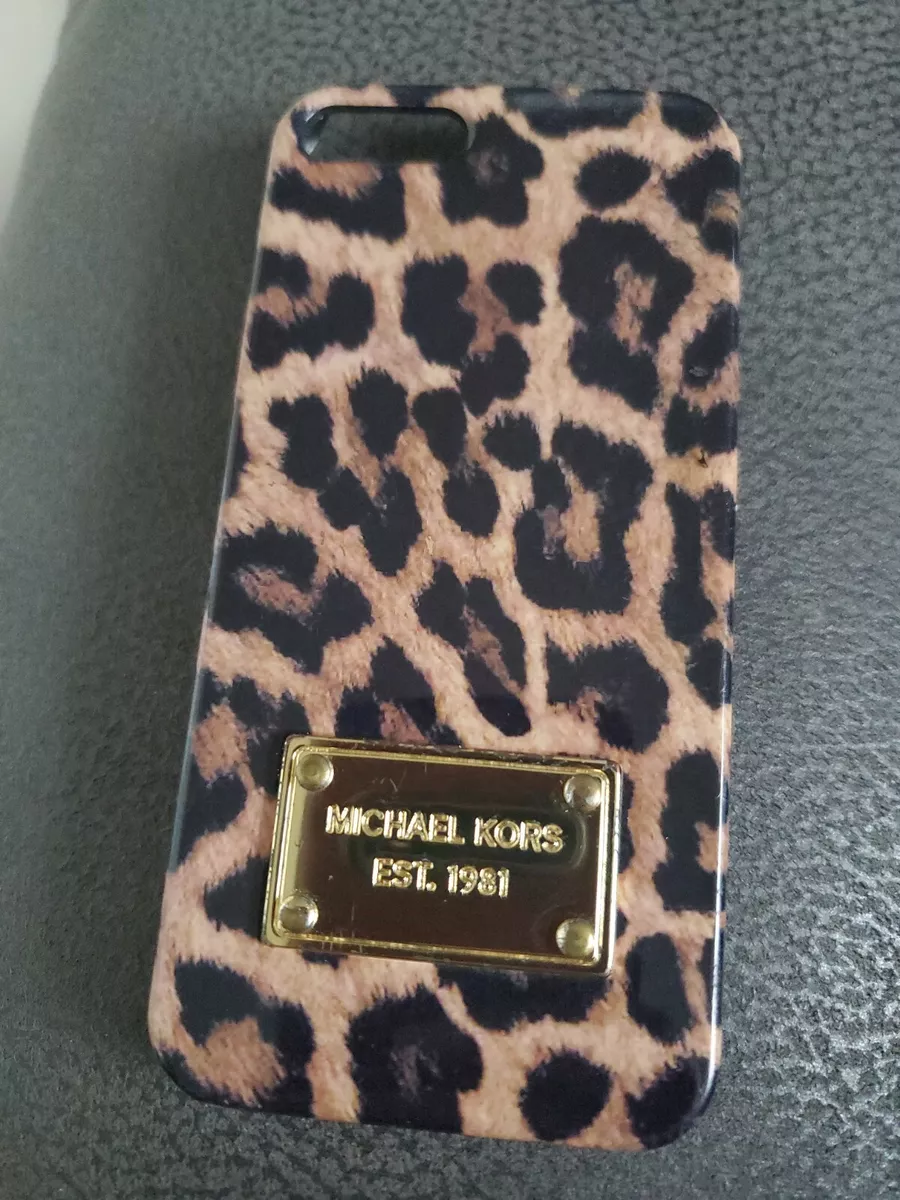 MICHAEL KORS
EST. 1981